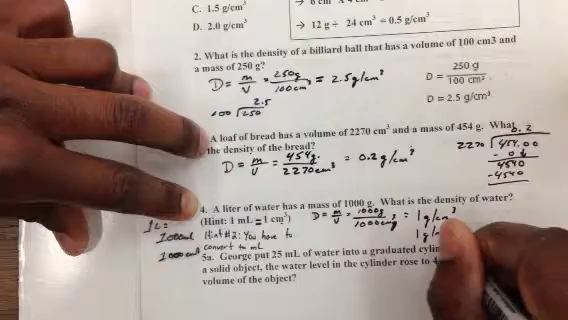 C. 1.5 g/cm³
D. 2.0 g/cm³
→ 12 g ÷ 24 cm³ = 0.5 g/cm³
2. What is the density of a billiard ball that has a volume of 100 cm3 and
a mass of 250 g?
D = m/V = 250g/100cm³ = 2.5g/cm³
2.5
100 √250
D = 250 g / 100 cm³
D = 2.5 g/cm³
A loaf of bread has a volume of 2270 cm³ and a mass of 454 g. What
the density of the bread?
D = m/V = 454g/2270cm³ = 0.2g/cm³
0.2
2270 √454.00
-0
4540
-4540
4. A liter of water has a mass of 1000 g. What is the density of water?
(Hint: 1 mL = 1 cm³)
D = m/V = 1000g/1000cm³ = 1g/cm³
1L =
1000ml
Hint #2: You have to
convert to mL
1 g/
5a. George put 25 mL of water into a graduated
a solid object, the water level in the cylinder rose to
volume of the object?